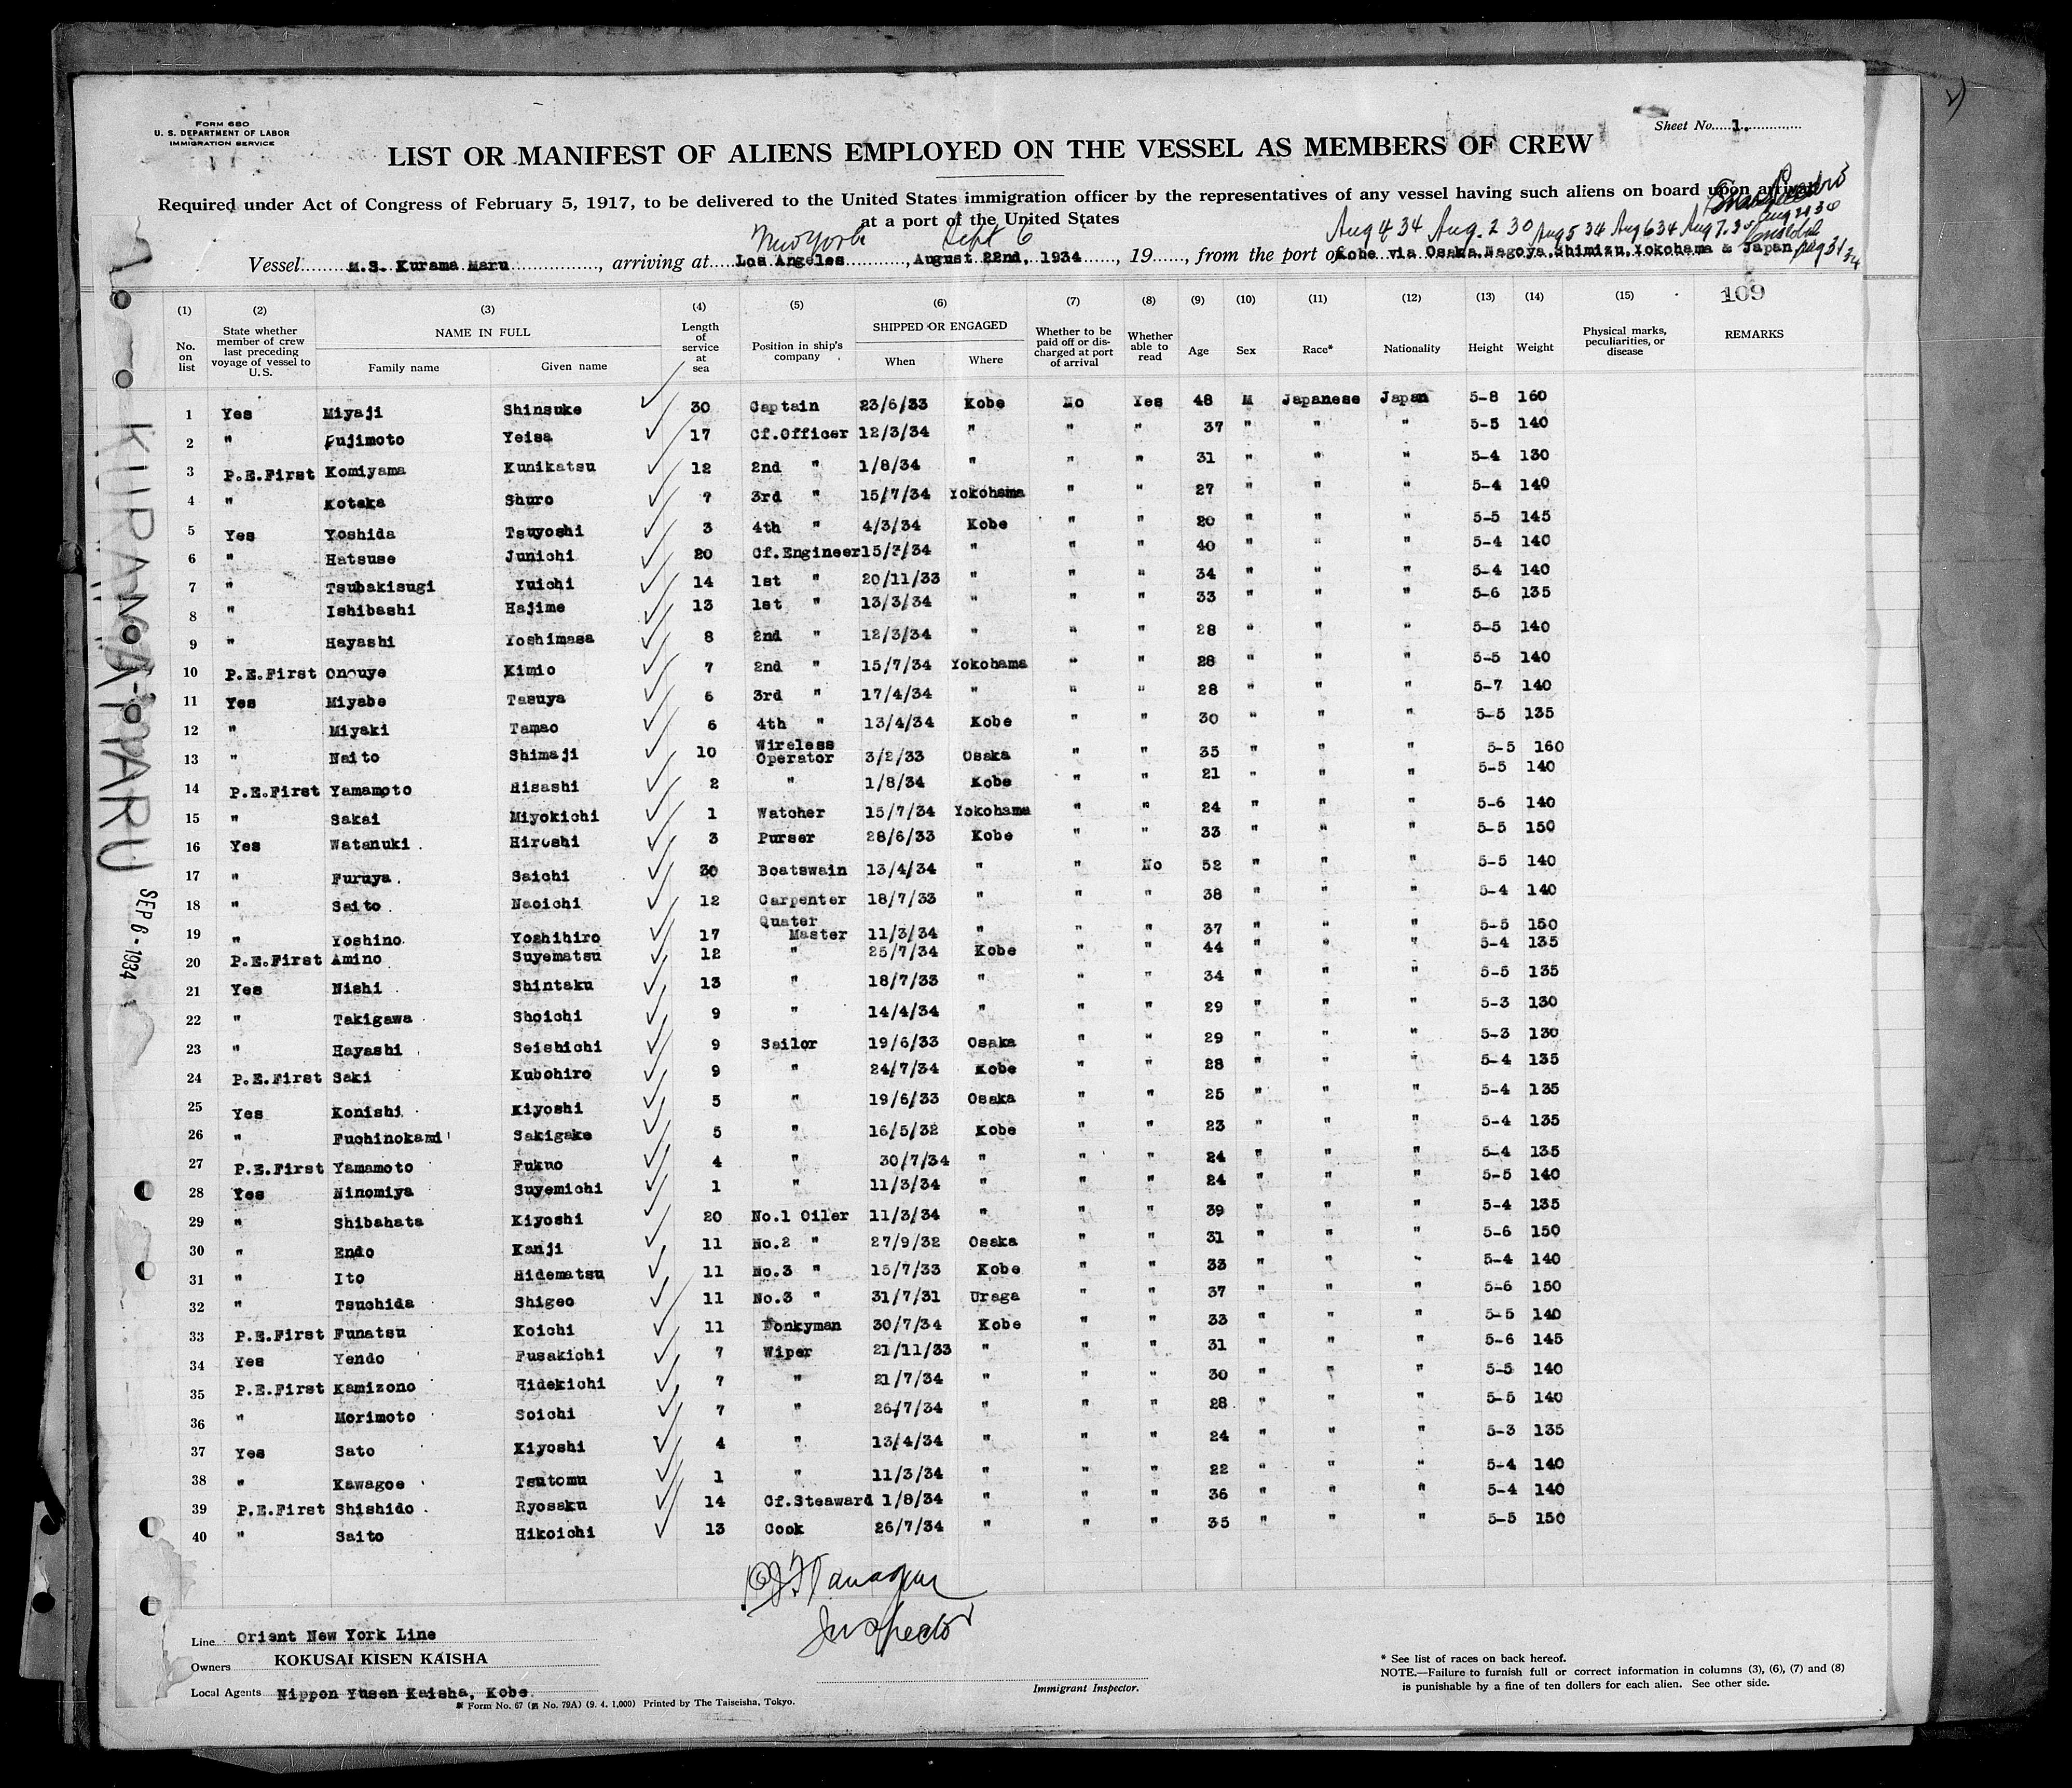 FORM 680
U. S. DEPARTMENT OF LABOR
IMMIGRATION SERVICE
Sheet No. 1.
LIST OR MANIFEST OF ALIENS EMPLOYED ON THE VESSEL AS MEMBERS OF CREW
Required under Act of Congress of February 5, 1917, to be delivered to the United States immigration officer by the representatives of any vessel having such aliens on board upon arrival
at a port of the United States
New York Sept 6 Aug 4 34 Aug. 2 30 Aug 5 34 Aug 6 34 Aug 7.3
Vessel M.S. Kurama Maru, arriving at Los Angeles, August 22nd, 1934, 19, from the port of Kobe via Osaka, Nagoya, Shimizu, Yokohama & Japan Aug 31 34
109
(1) (2) (3) (4) (5) (6) (7) (8) (9) (10) (11) (12) (13) (14) (15)
No. on list State whether member of crew last preceding voyage of vessel to U.S. NAME IN FULL Family name Given name Length of service at sea Position in ship's company SHIPPED OR ENGAGED When Where Whether to be paid off or discharged at port of arrival Whether able to read Age Sex Race* Nationality Height Weight Physical marks, peculiarities, or disease REMARKS
1 Yes Miyaji Shinsuke 30 Captain 23/6/33 Kobe No Yes 48 M Japanese Japan 5-8 160
2 " Fujimoto Yeisa 17 Cf.Officer 12/3/34 " " " 37 " " " 5-5 140
3 P.E.First Komiyama Kunikatsu 12 2nd " 1/8/34 " " " 31 " " " 5-4 130
4 " Kotaka Shuro 7 3rd " 15/7/34 Yokohama " " 27 " " " 5-4 140
5 Yes Yoshida Tsuyoshi 3 4th " 4/3/34 Kobe " " 20 " " " 5-5 145
6 " Hatsuse Junichi 20 Cf.Engineer 15/7/34 " " " 40 " " " 5-4 140
7 " Tsubakisugi Yuichi 14 1st " 20/11/33 " " " 34 " " " 5-4 140
8 " Ishibashi Hajime 13 1st " 13/3/34 " " " 33 " " " 5-6 135
9 " Hayashi Yoshimasa 8 2nd " 12/3/34 " " " 28 " " " 5-5 140
10 P.E.First Onouye Kimio 7 2nd " 15/7/34 Yokohama " " 28 " " " 5-5 140
11 Yes Miyabe Tasuya 6 3rd " 17/4/34 " " " 28 " " " 5-7 140
12 " Miyaki Tamao 6 4th " 13/4/34 Kobe " " 30 " " " 5-5 135
13 " Naito Shimaji 10 Wireless Operator 3/2/33 Osaka " " 35 " " " 5-5 160
14 P.E.First Yamamoto Hisashi 2 " 1/8/34 Kobe " " 21 " " " 5-5 140
15 " Sakai Miyokichi 1 Watcher 15/7/34 Yokohama " " 24 " " " 5-6 140
16 Yes Watanuki Hiroshi 3 Purser 28/6/33 Kobe " " 33 " " " 5-5 150
17 " Furuya Saichi 30 Boatswain 13/4/34 " " No 52 " " " 5-5 140
18 " Saito Naoichi 12 Carpenter 18/7/33 " " " 38 " " " 5-4 140
19 " Yoshino Yoshihiro 17 Quater Master 11/3/34 " " " 37 " " " 5-5 150
20 P.E.First Amino Suyematsu 12 " 25/7/34 Kobe " " 44 " " " 5-4 135
21 Yes Nishi Shintaku 13 " 18/7/33 " " " 34 " " " 5-5 135
22 " Takigawa Shoichi 9 " 14/4/34 " " " 29 " " " 5-3 130
23 " Hayashi Seishichi 9 Sailor 19/6/33 Osaka " " 29 " " " 5-3 130
24 P.E.First Saki Kubohiro 9 " 24/7/34 Kobe " " 28 " " " 5-4 135
25 Yes Konishi Kiyoshi 5 " 19/6/33 Osaka " " 25 " " " 5-4 135
26 " Fuchinokami Sakigake 5 " 16/5/32 Kobe " " 23 " " " 5-4 135
27 P.E.First Yamamoto Fukuo 4 " 30/7/34 " " " 24 " " " 5-4 135
28 Yes Ninomiya Suyemichi 1 " 11/3/34 " " " 24 " " " 5-5 140
29 " Shibahata Kiyoshi 20 No.1 Oiler 11/3/34 " " " 39 " " " 5-4 135
30 " Endo Kanji 11 No.2 " 27/9/32 Osaka " " 31 " " " 5-6 150
31 " Ito Hidematsu 11 No.3 " 15/7/33 Kobe " " 33 " " " 5-4 140
32 " Tsuchida Shigeo 11 No.3 " 31/7/31 Uraga " " 37 " " " 5-6 150
33 P.E.First Funatsu Koichi 11 Donkyman 30/7/34 Kobe " " 33 " " " 5-5 140
34 Yes Yendo Fusakichi 7 Wiper 21/11/33 " " " 31 " " " 5-6 145
35 P.E.First Kamizono Hidekichi 7 " 21/7/34 " " " 30 " " " 5-5 140
36 " Morimoto Soichi 7 " 26/7/34 " " " 28 " " " 5-5 140
37 Yes Sato Kiyoshi 4 " 13/4/34 " " " 24 " " " 5-3 135
38 " Kawagoe Tsutomu 1 " 11/3/34 " " " 22 " " " 5-4 140
39 P.E.First Shishido Ryosaku 14 Cf.Steaward 1/8/34 " " " 36 " " " 5-4 140
40 " Saito Hikoichi 13 Cook 26/7/34 " " " 35 " " " 5-5 150
KURAMA MARU
SEP 6 - 1934
Inspector
Line Orient New York Line
Owners KOKUSAI KISEN KAISHA
Local Agents Nippon Yusen Kaisha, Kobe.
Form No. 67 (No. 79A) (9. 4. 1,000) Printed by The Taiseisha, Tokyo.
Immigrant Inspector.
* See list of races on back hereof.
NOTE.—Failure to furnish full or correct information in columns (3), (6), (7) and (8)
is punishable by a fine of ten dollars for each alien. See other side.